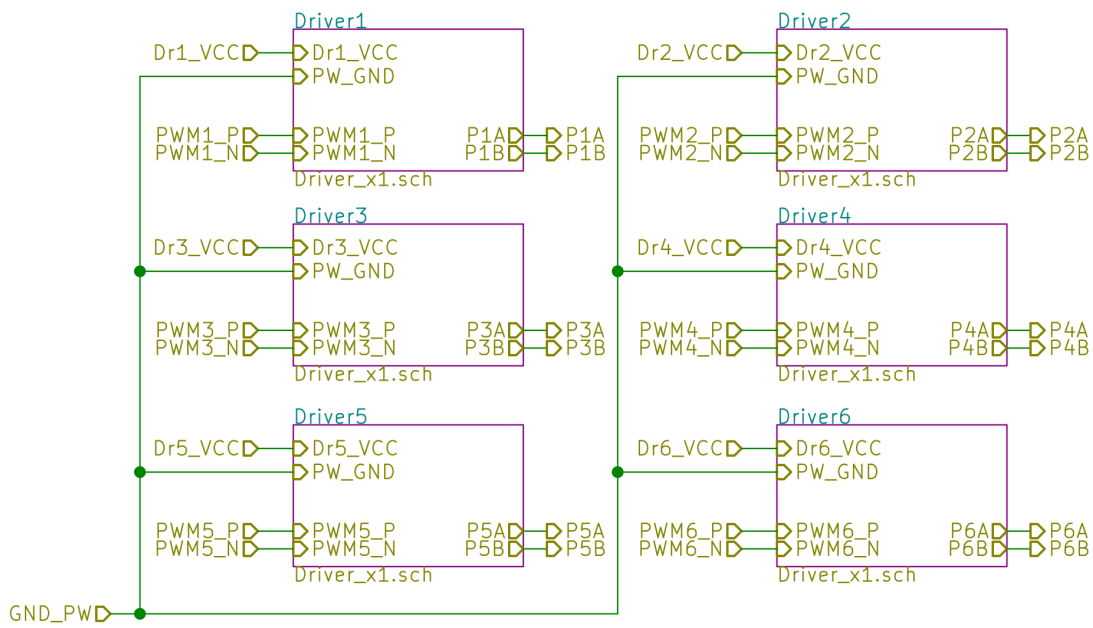 Driver1
Dr1_VCC Dr1_VCC
PW_GND
PWM1_P PWM1_P P1A P1A
PWM1_N PWM1_N P1B P1B
Driver_x1.sch
Driver2
Dr2_VCC Dr2_VCC
PW_GND
PWM2_P PWM2_P P2A P2A
PWM2_N PWM2_N P2B P2B
Driver_x1.sch
Driver3
Dr3_VCC Dr3_VCC
PW_GND
PWM3_P PWM3_P P3A P3A
PWM3_N PWM3_N P3B P3B
Driver_x1.sch
Driver4
Dr4_VCC Dr4_VCC
PW_GND
PWM4_P PWM4_P P4A P4A
PWM4_N PWM4_N P4B P4B
Driver_x1.sch
Driver5
Dr5_VCC Dr5_VCC
PW_GND
PWM5_P PWM5_P P5A P5A
PWM5_N PWM5_N P5B P5B
Driver_x1.sch
Driver6
Dr6_VCC Dr6_VCC
PW_GND
PWM6_P PWM6_P P6A P6A
PWM6_N PWM6_N P6B P6B
Driver_x1.sch
GND_PW